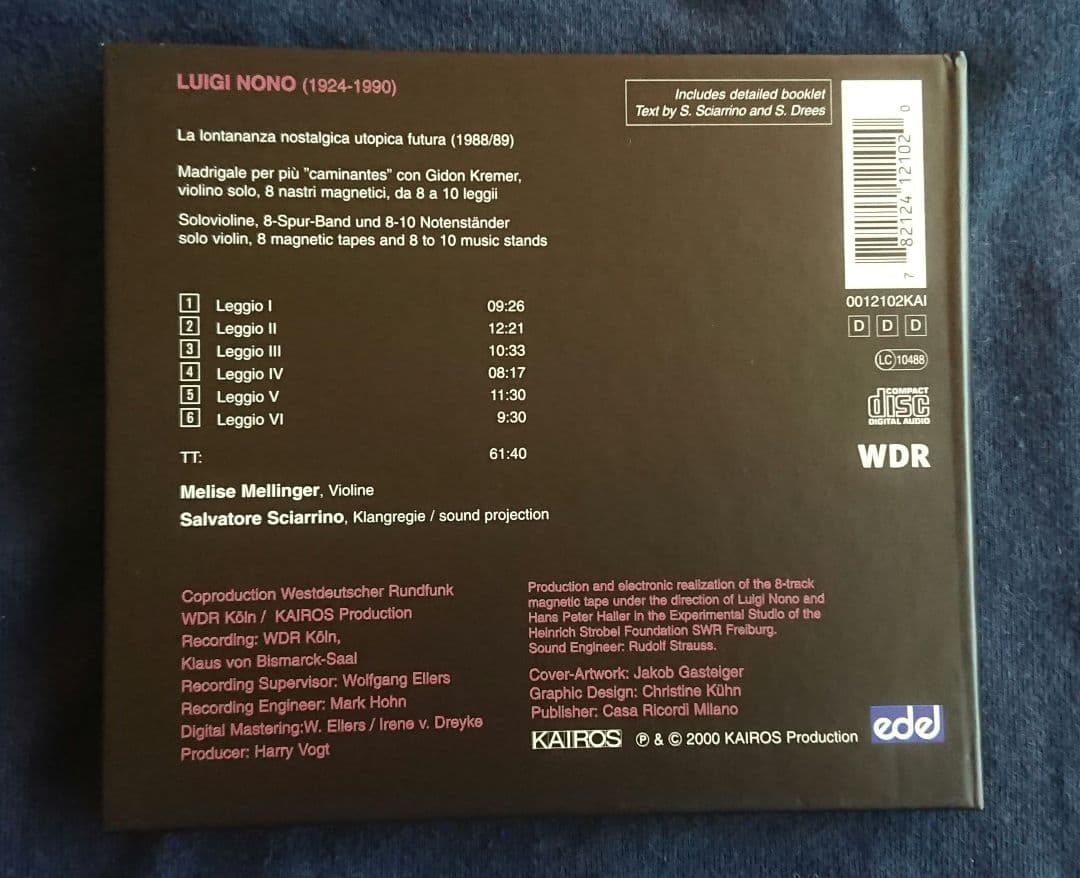 LUIGI NONO (1924-1990)
Includes detailed booklet
Text by S. Sciarrino and S. Drees
La lontananza nostalgica utopica futura (1988/89)
Madrigale per più "caminantes" con Gidon Kremer,
violino solo, 8 nastri magnetici, da 8 a 10 leggii
Solovioline, 8-Spur-Band und 8-10 Notenständer
solo violin, 8 magnetic tapes and 8 to 10 music stands
7 82124 12102 0
0012102KAI
D D D
LC 10488
COMPACT
disc
DIGITAL AUDIO
WDR
1 Leggio I 09:26
2 Leggio II 12:21
3 Leggio III 10:33
4 Leggio IV 08:17
5 Leggio V 11:30
6 Leggio VI 9:30
TT: 61:40
Melise Mellinger, Violine
Salvatore Sciarrino, Klangregie / sound projection
Coproduction Westdeutscher Rundfunk
WDR Köln / KAIROS Production
Recording: WDR Köln,
Klaus von Bismarck-Saal
Recording Supervisor: Wolfgang Ellers
Recording Engineer: Mark Hohn
Digital Mastering:W. Ellers / Irene v. Dreyke
Producer: Harry Vogt
Production and electronic realization of the 8-track
magnetic tape under the direction of Luigi Nono and
Hans Peter Haller in the Experimental Studio of the
Heinrich Strobel Foundation SWR Freiburg.
Sound Engineer: Rudolf Strauss.
Cover-Artwork: Jakob Gasteiger
Graphic Design: Christine Kühn
Publisher: Casa Ricordi Milano
KAIROS ℗ & © 2000 KAIROS Production
edel